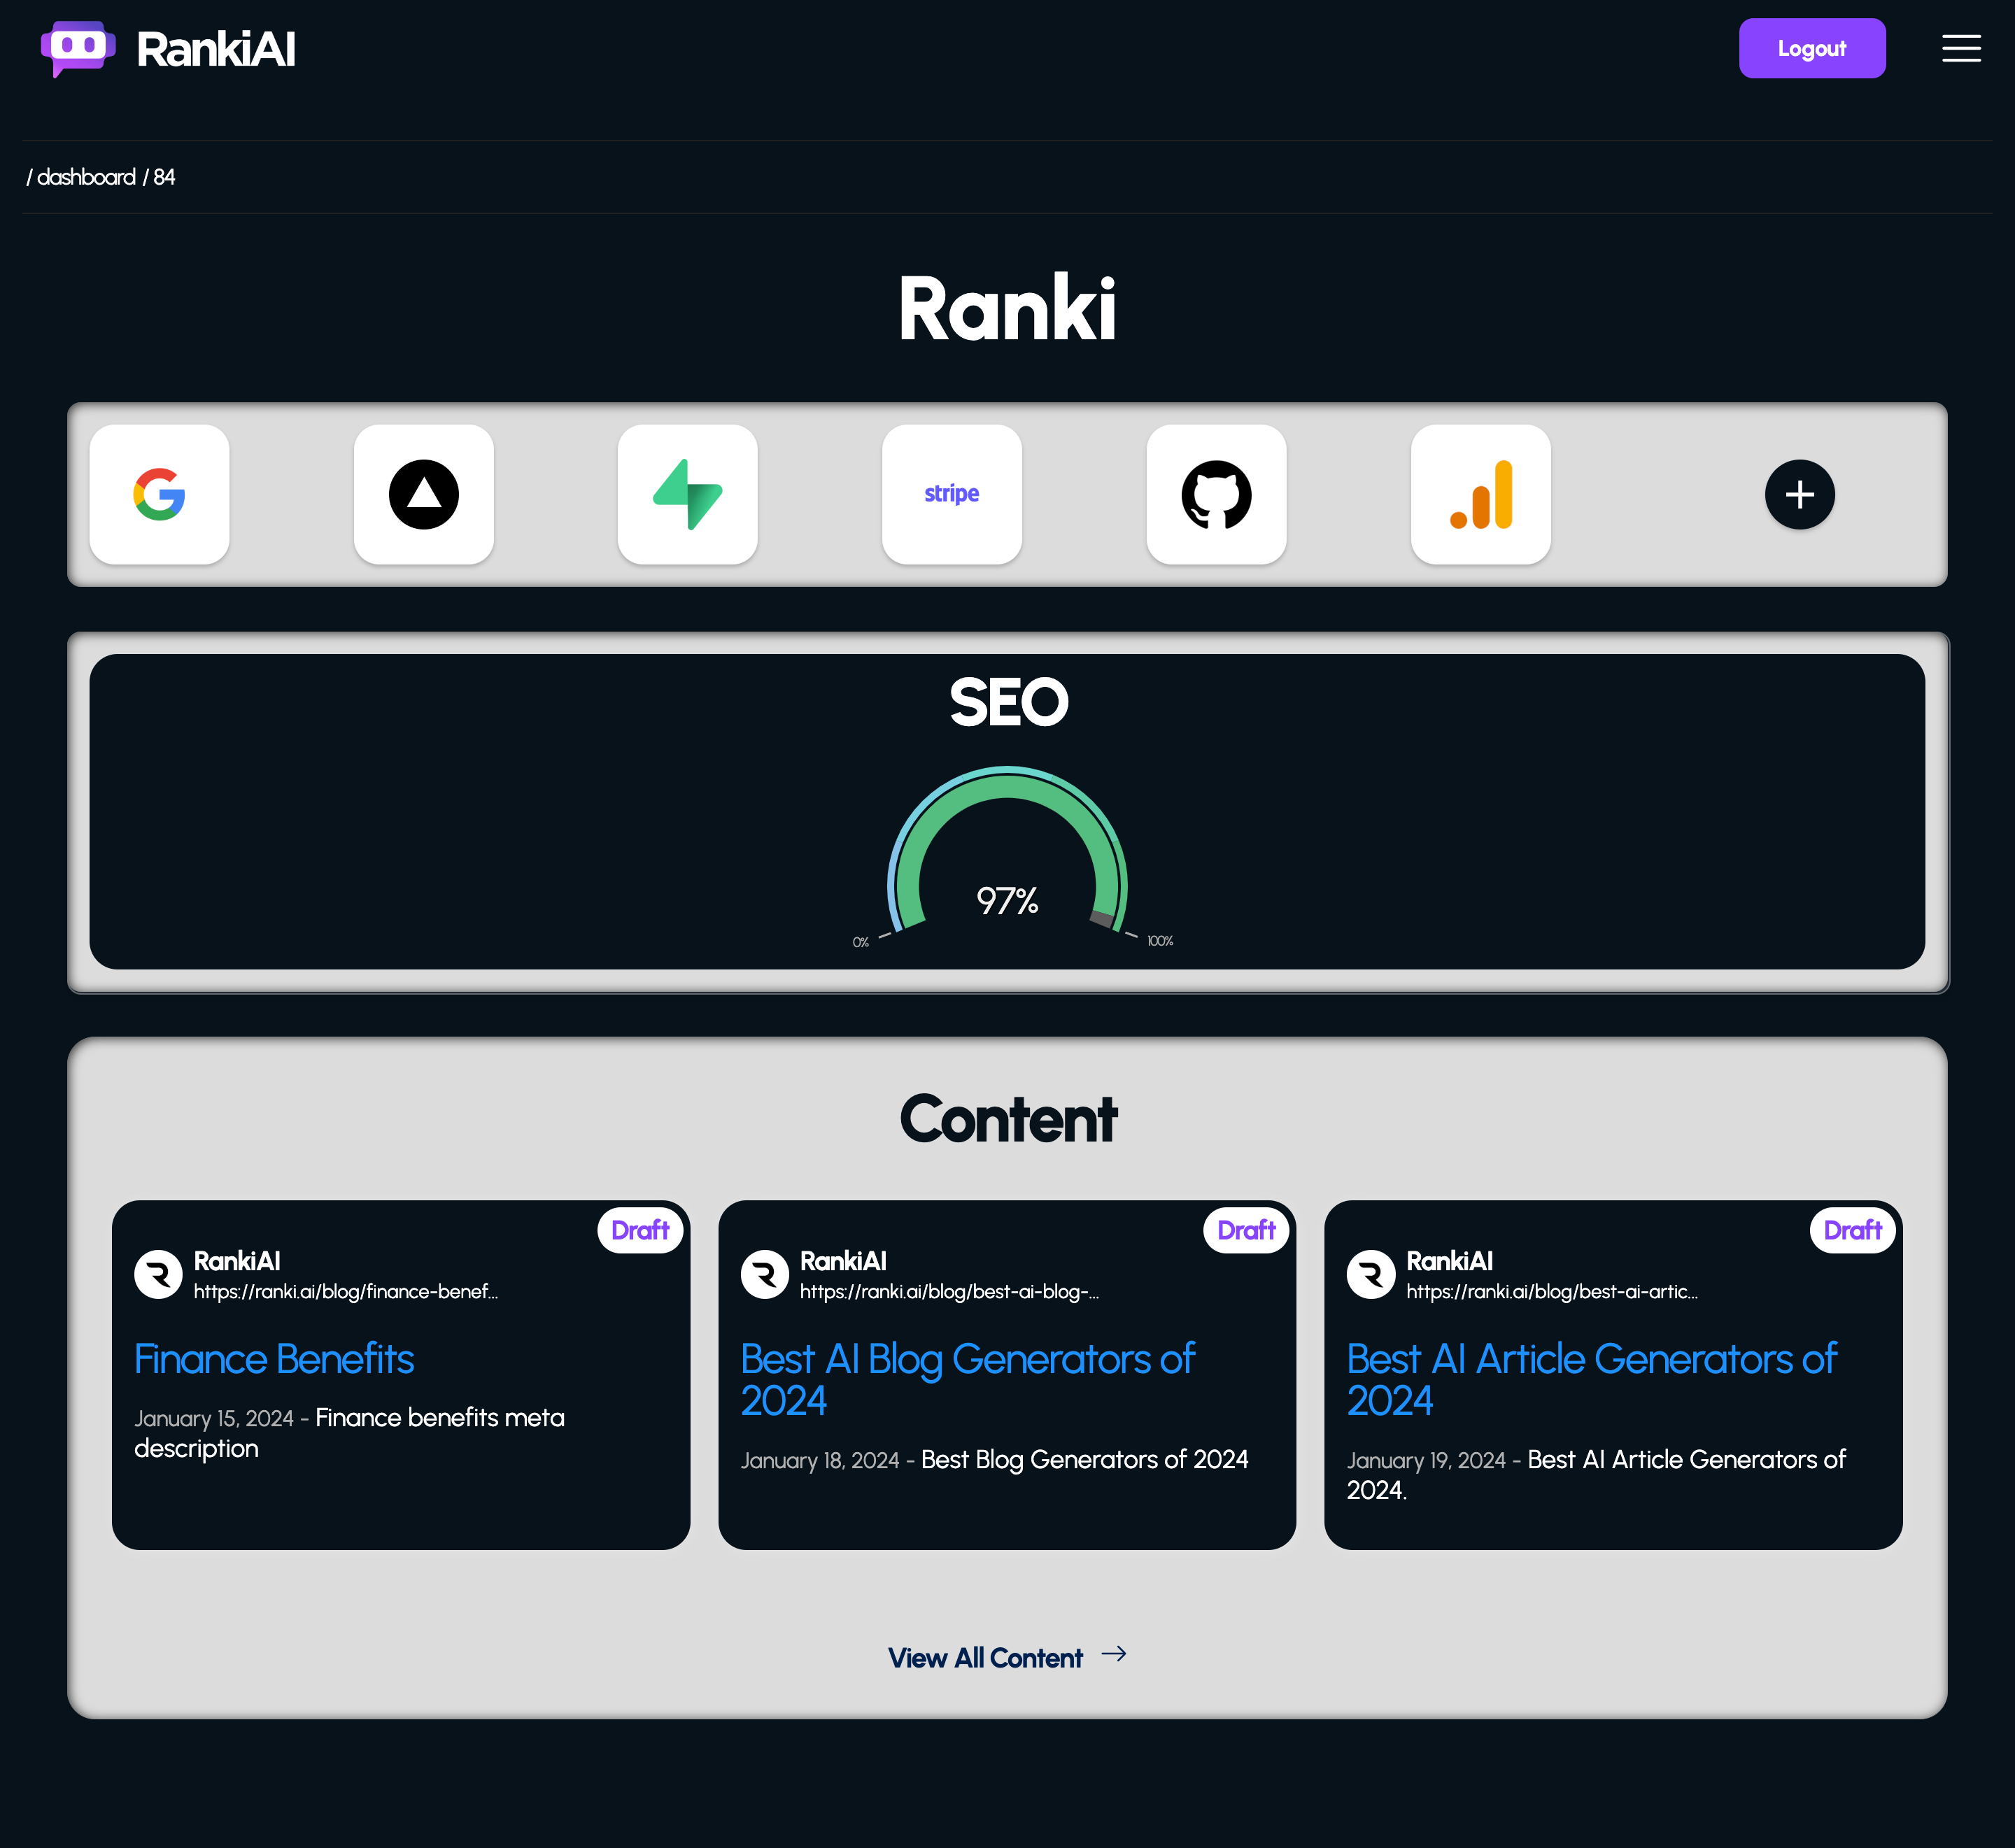 RankiAI
Logout
/ dashboard / 84
Ranki
stripe
SEO
97%
0%
100%
Content
Draft
RankiAI
https://ranki.ai/blog/finance-benef...
Finance Benefits
January 15, 2024 - Finance benefits meta
description
Draft
RankiAI
https://ranki.ai/blog/best-ai-blog-...
Best AI Blog Generators of
2024
January 18, 2024 - Best Blog Generators of 2024
Draft
RankiAI
https://ranki.ai/blog/best-ai-artic...
Best AI Article Generators of
2024
January 19, 2024 - Best AI Article Generators of
2024.
View All Content